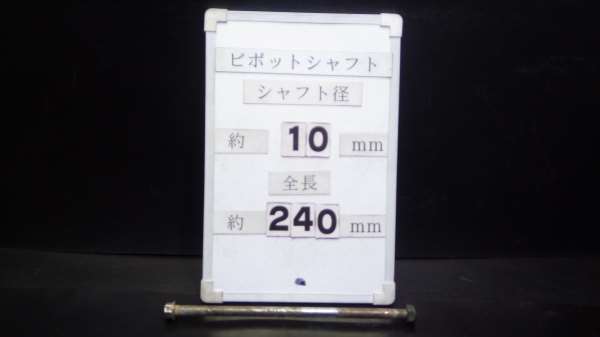 ピボットシャフト
シャフト径
約 10 mm
全長
約 240 mm